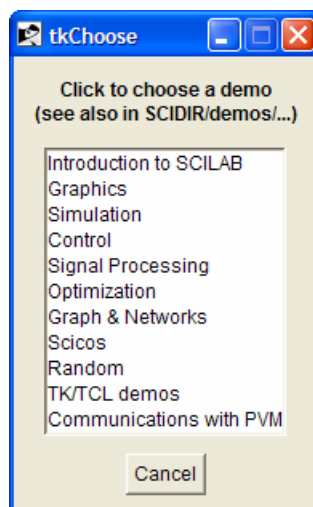 tkChoose
Click to choose a demo
(see also in SCIDIR/demos/...)
Introduction to SCILAB
Graphics
Simulation
Control
Signal Processing
Optimization
Graph & Networks
Scicos
Random
TK/TCL demos
Communications with PVM
Cancel